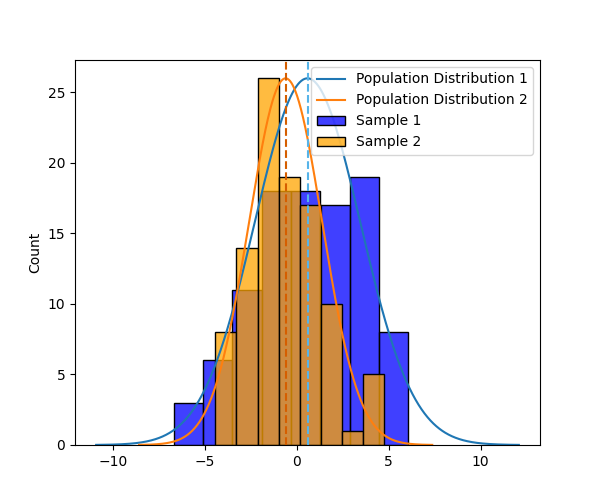 Population Distribution 1
Population Distribution 2
Sample 1
Sample 2
Count
25
20
15
10
5
0
−10
−5
0
5
10